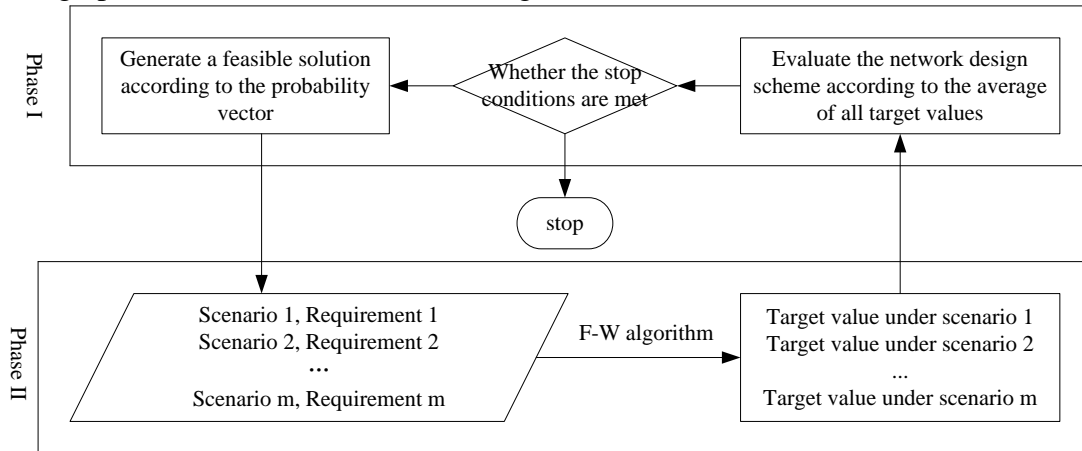 Phase I
Generate a feasible solution
according to the probability
vector
Whether the stop
conditions are met
Evaluate the network design
scheme according to the average
of all target values
stop
Phase II
Scenario 1, Requirement 1
Scenario 2, Requirement 2
...
Scenario m, Requirement m
F-W algorithm
Target value under scenario 1
Target value under scenario 2
...
Target value under scenario m